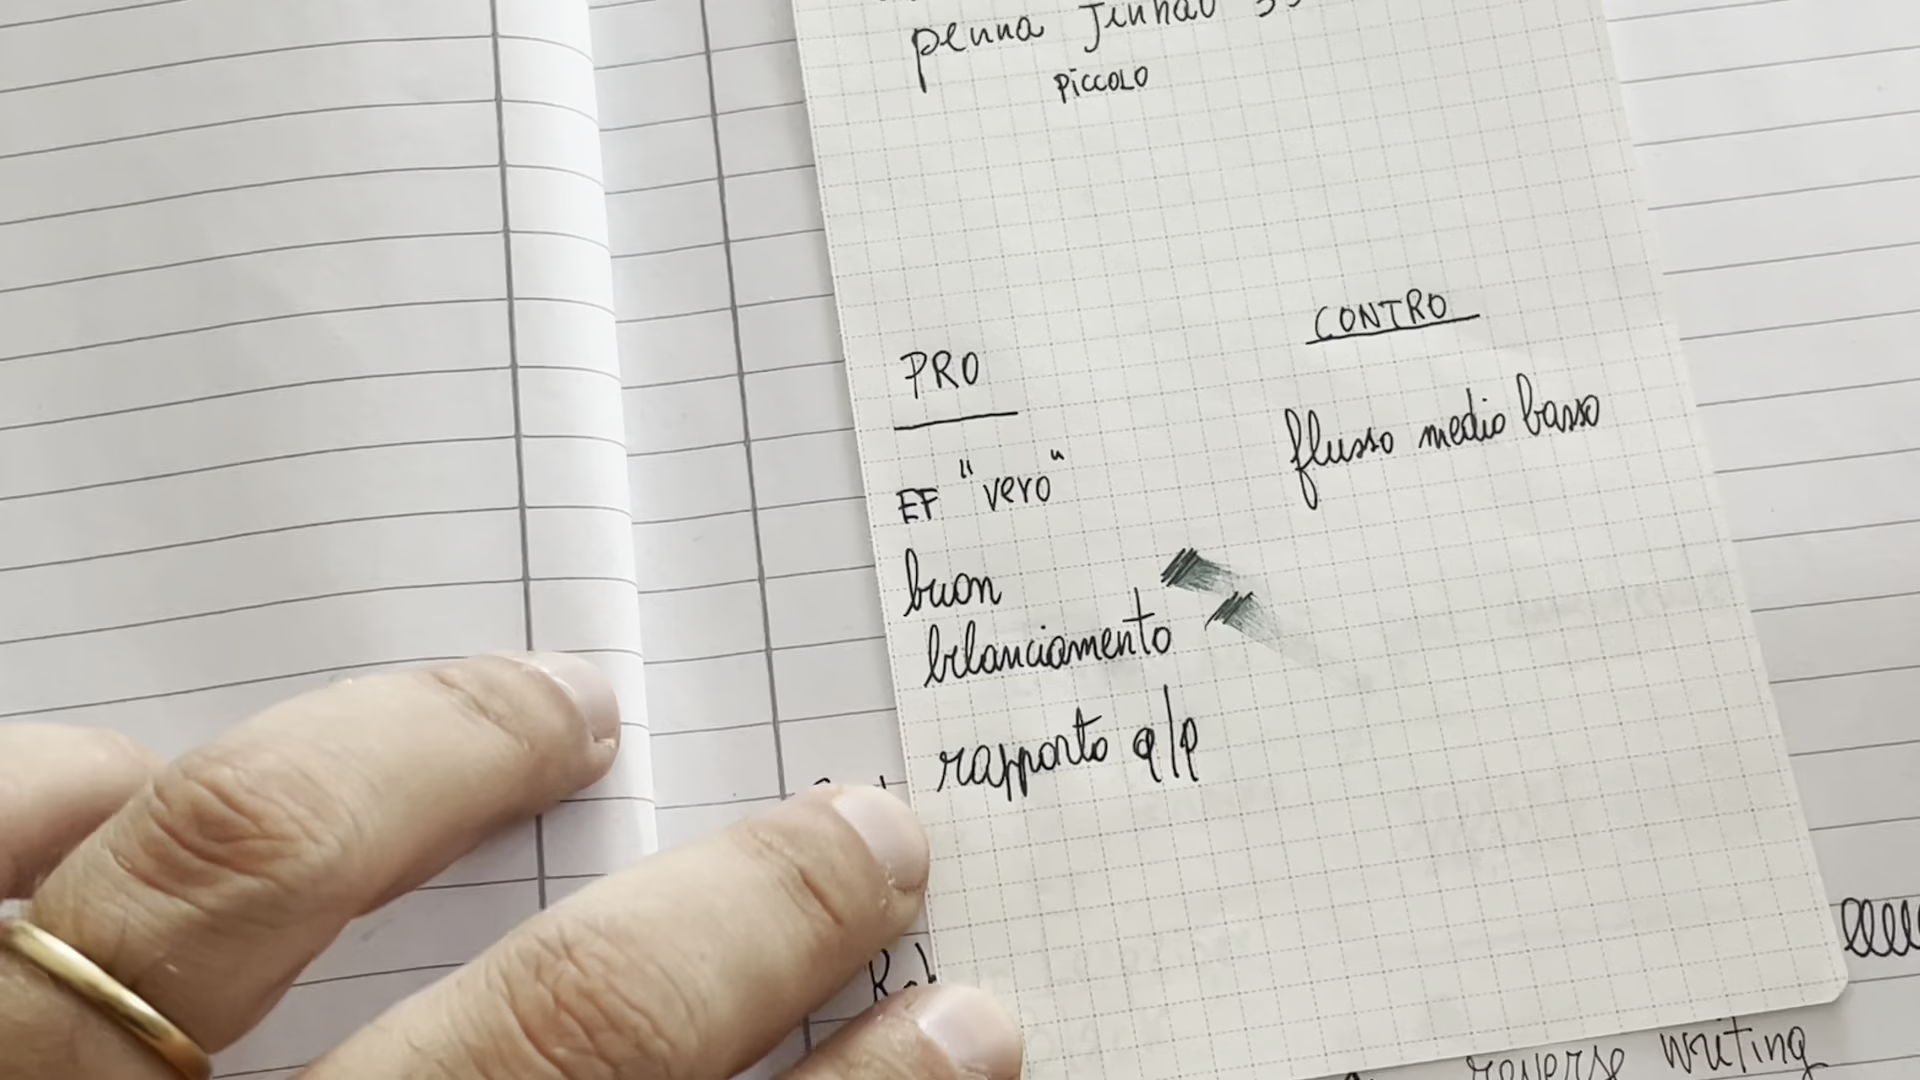 penna Jinhao
PiCCOLO
PRO
CONTRO
EF "vero"
flusso medio basso
buon
bilanciamento
rapporto q/p
reverse writing